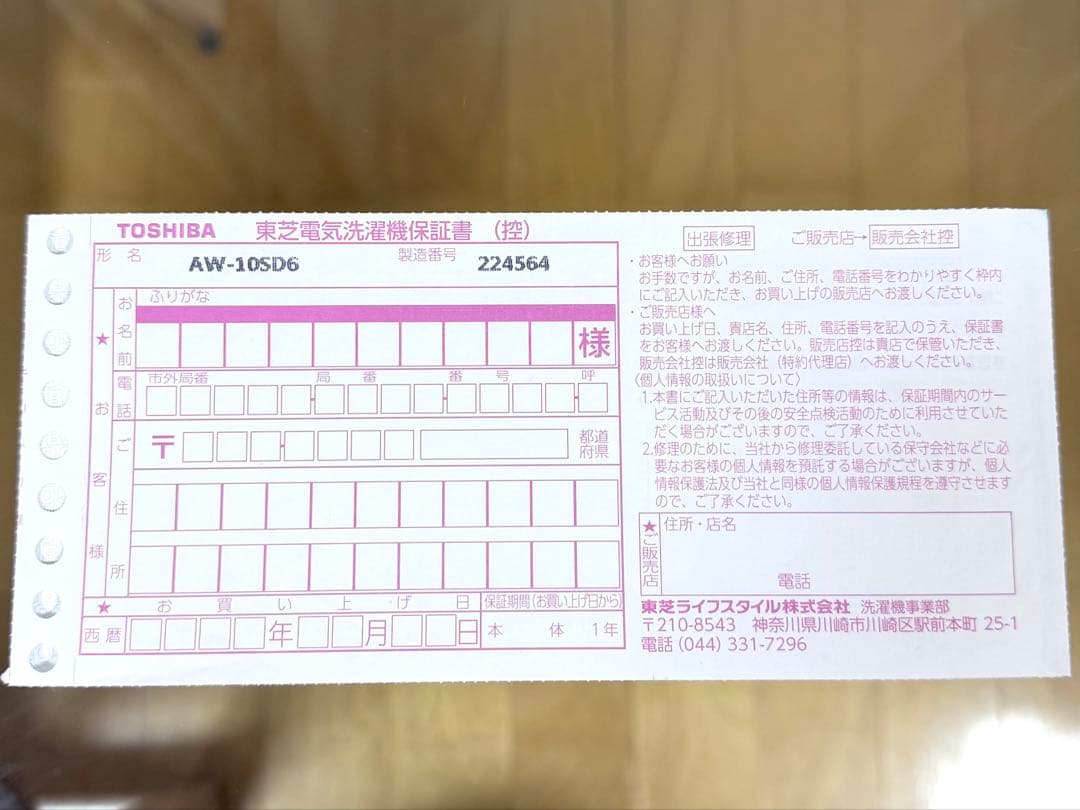 TOSHIBA 東芝電気洗濯機保証書 (控)
形名 AW-10SD6 製造番号 224564
★お客様
お名前
ふりがな
様
電話
市外局番 局番 番号 呼
ご住所
〒 都道府県
★お買い上げ日 保証期間(お買い上げ日から)
西暦 年 月 日 本体 1年
出張修理 ご販売店→販売会社控
・お客様へお願い
お手数ですが、お名前、ご住所、電話番号をわかりやすく枠内
にご記入いただき、お買い上げの販売店へお渡しください。
・ご販売店様へ
お買い上げ日、貴店名、住所、電話番号を記入のうえ、保証書
をお客様へお渡しください。販売店控は貴店で保管いただき、
販売会社控は販売会社（特約代理店）へお渡しください。
〈個人情報の取扱いについて〉
1.本書にご記入いただいた住所等の情報は、保証期間内のサー
ビス活動及びその後の安全点検活動のために利用させていた
だく場合がございますので、ご了承ください。
2.修理のために、当社から修理委託している保守会社などに必
要なお客様の個人情報を預託する場合がございますが、個人
情報保護法及び当社と同様の個人情報保護規程を遵守させます
ので、ご了承ください。
★ご販売店
住所・店名
電話
東芝ライフスタイル株式会社 洗濯機事業部
〒210-8543 神奈川県川崎市川崎区駅前本町 25-1
電話 (044) 331-7296